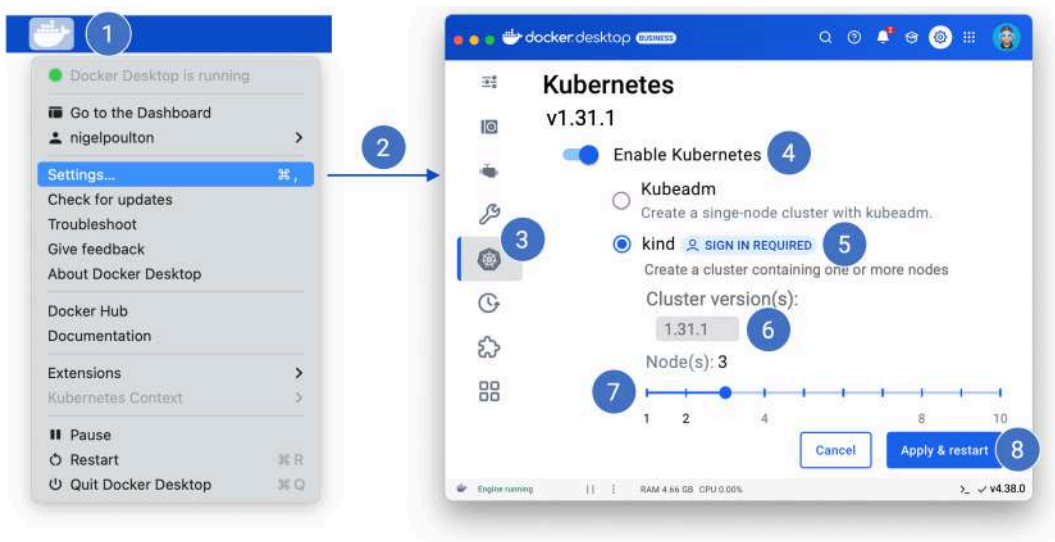 1
Docker Desktop is running
Go to the Dashboard
nigelpoulton
Settings... ⌘ ,
Check for updates
Troubleshoot
Give feedback
About Docker Desktop
Docker Hub
Documentation
Extensions
Kubernetes Context
Pause
Restart ⌘ R
Quit Docker Desktop ⌘ Q
2
docker desktop BUSINESS
Kubernetes
v1.31.1
Enable Kubernetes 4
Kubeadm
Create a singe-node cluster with kubeadm.
3
kind SIGN IN REQUIRED 5
Create a cluster containing one or more nodes
Cluster version(s):
1.31.1 6
Node(s): 3
7
1 2 4 8 10
Cancel Apply & restart 8
Engine running RAM 4.66 GB CPU 0.00% v4.38.0